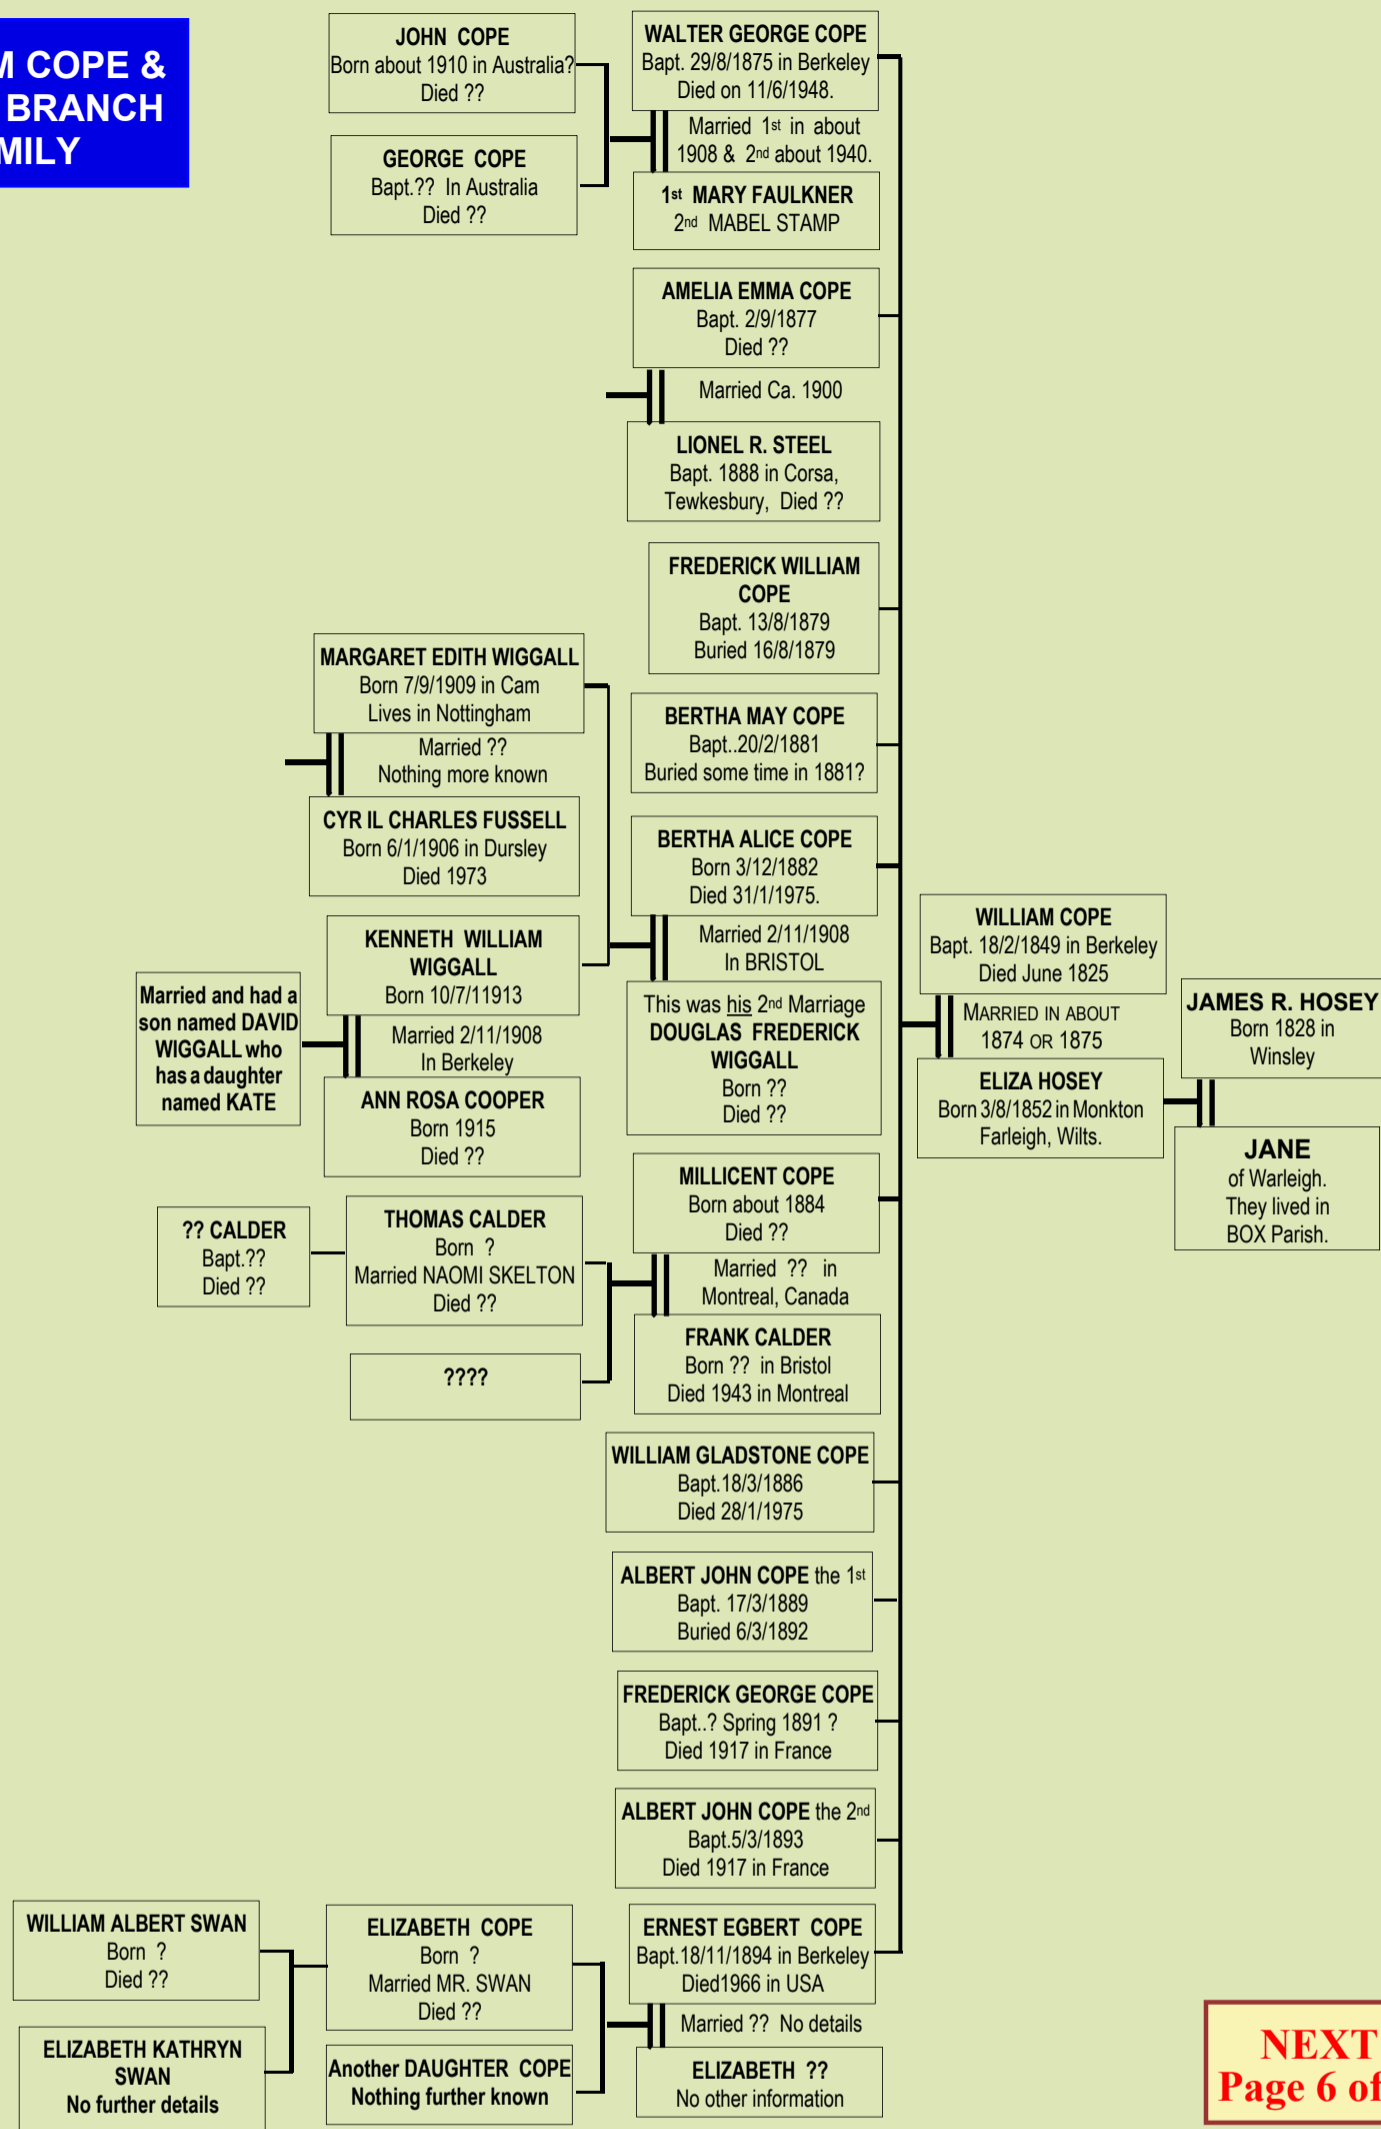 M COPE &
BRANCH
MILY
JOHN COPE
Born about 1910 in Australia?
Died ??
GEORGE COPE
Bapt.?? In Australia
Died ??
WALTER GEORGE COPE
Bapt. 29/8/1875 in Berkeley
Died on 11/6/1948.
Married 1st in about
1908 & 2nd about 1940.
1st MARY FAULKNER
2nd MABEL STAMP
AMELIA EMMA COPE
Bapt. 2/9/1877
Died ??
Married Ca. 1900
LIONEL R. STEEL
Bapt. 1888 in Corsa,
Tewkesbury, Died ??
FREDERICK WILLIAM
COPE
Bapt. 13/8/1879
Buried 16/8/1879
MARGARET EDITH WIGGALL
Born 7/9/1909 in Cam
Lives in Nottingham
Married ??
Nothing more known
CYR IL CHARLES FUSSELL
Born 6/1/1906 in Dursley
Died 1973
BERTHA MAY COPE
Bapt..20/2/1881
Buried some time in 1881?
BERTHA ALICE COPE
Born 3/12/1882
Died 31/1/1975.
Married 2/11/1908
In BRISTOL
This was his 2nd Marriage
DOUGLAS FREDERICK
WIGGALL
Born ??
Died ??
KENNETH WILLIAM
WIGGALL
Born 10/7/11913
Married 2/11/1908
In Berkeley
ANN ROSA COOPER
Born 1915
Died ??
Married and had a
son named DAVID
WIGGALL who
has a daughter
named KATE
WILLIAM COPE
Bapt. 18/2/1849 in Berkeley
Died June 1825
MARRIED IN ABOUT
1874 OR 1875
ELIZA HOSEY
Born 3/8/1852 in Monkton
Farleigh, Wilts.
JAMES R. HOSEY
Born 1828 in
Winsley
JANE
of Warleigh.
They lived in
BOX Parish.
MILLICENT COPE
Born about 1884
Died ??
Married ?? in
Montreal, Canada
FRANK CALDER
Born ?? in Bristol
Died 1943 in Montreal
THOMAS CALDER
Born ?
Married NAOMI SKELTON
Died ??
?? CALDER
Bapt.??
Died ??
????
WILLIAM GLADSTONE COPE
Bapt.18/3/1886
Died 28/1/1975
ALBERT JOHN COPE the 1st
Bapt. 17/3/1889
Buried 6/3/1892
FREDERICK GEORGE COPE
Bapt..? Spring 1891 ?
Died 1917 in France
ALBERT JOHN COPE the 2nd
Bapt.5/3/1893
Died 1917 in France
ERNEST EGBERT COPE
Bapt.18/11/1894 in Berkeley
Died1966 in USA
Married ?? No details
ELIZABETH ??
No other information
ELIZABETH COPE
Born ?
Married MR. SWAN
Died ??
Another DAUGHTER COPE
Nothing further known
WILLIAM ALBERT SWAN
Born ?
Died ??
ELIZABETH KATHRYN
SWAN
No further details
NEXT
Page 6 of